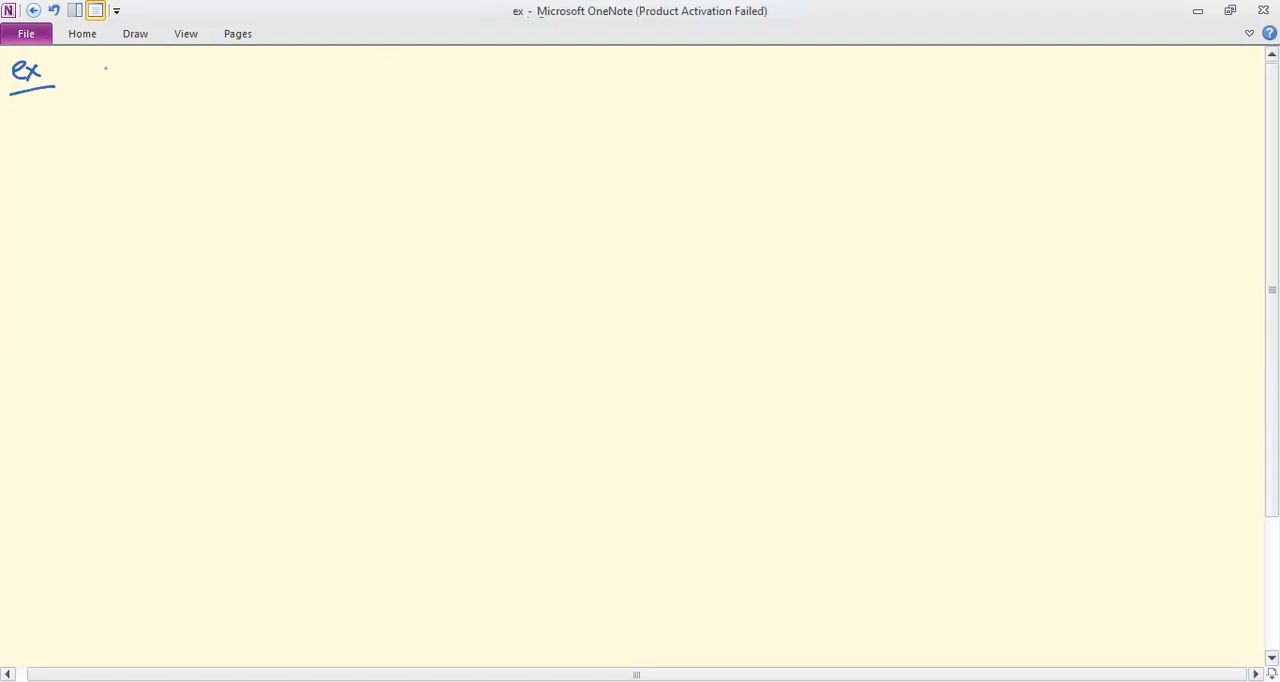 ex - Microsoft OneNote (Product Activation Failed)
File Home Draw View Pages
ex